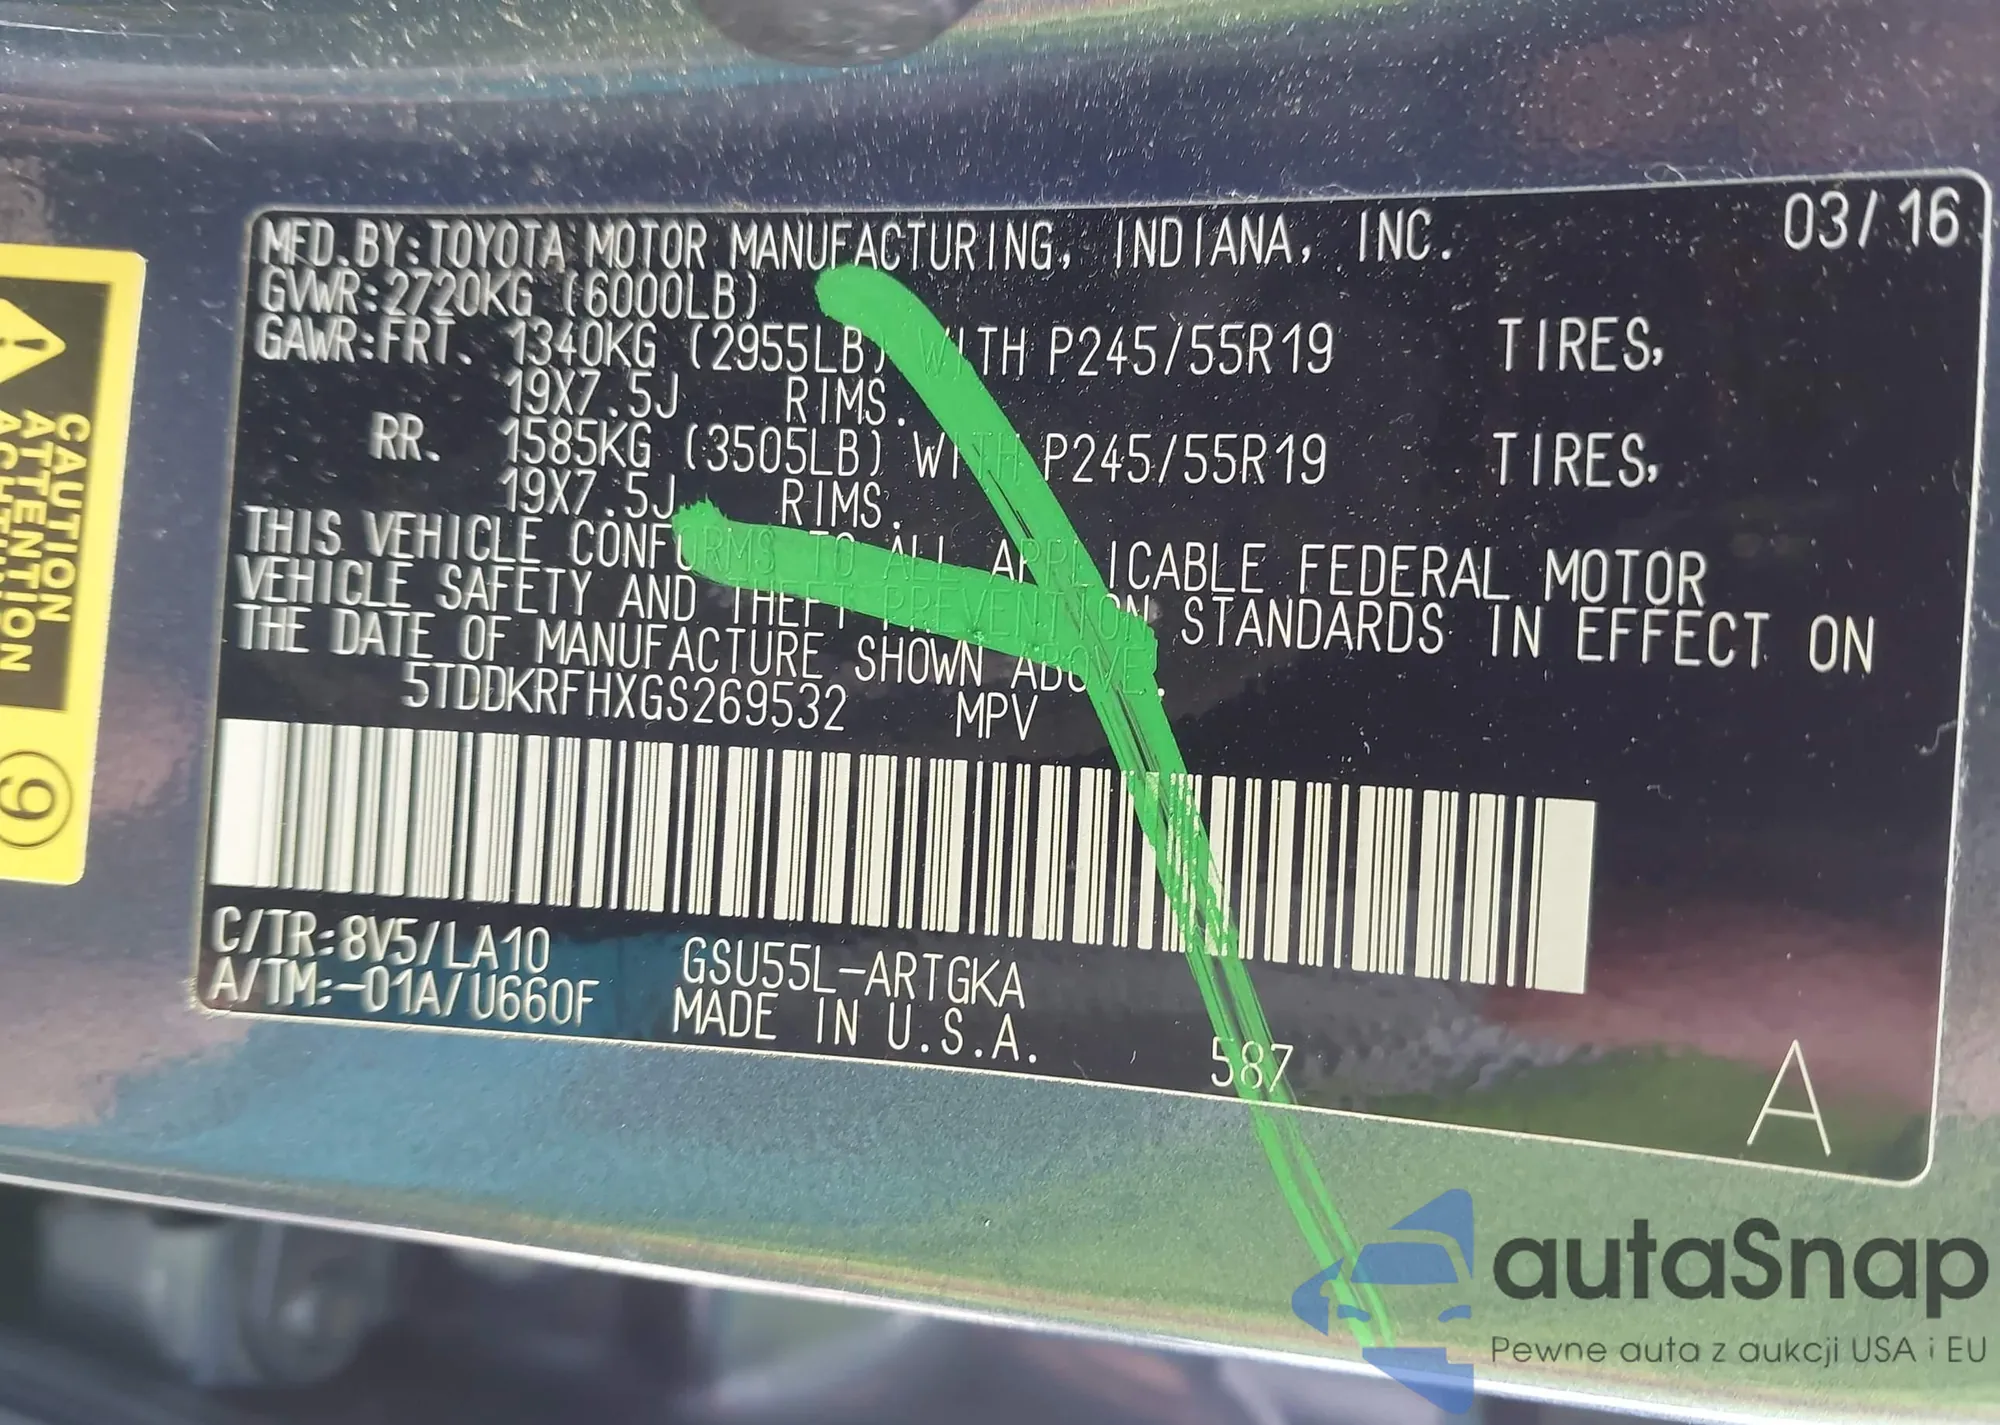 MFD.BY:TOYOTA MOTOR MANUFACTURING, INDIANA, INC. 03/16
GVWR:2720KG (6000LB)
GAWR:FRT. 1340KG (2955LB) WITH P245/55R19 TIRES,
19X7.5J RIMS.
RR. 1585KG (3505LB) WITH P245/55R19 TIRES,
19X7.5J RIMS.
THIS VEHICLE CONFORMS TO ALL APPLICABLE FEDERAL MOTOR
VEHICLE SAFETY AND THEFT PREVENTION STANDARDS IN EFFECT ON
THE DATE OF MANUFACTURE SHOWN ABOVE.
5TDDKRFHXGS269532 MPV
C/TR:8V5/LA10 GSU55L-ARTGKA
A/TM:-01A/U660F MADE IN U.S.A.
587
A
CAUTION
ATTENTION
9
autaSnap
Pewne auta z aukcji USA i EU